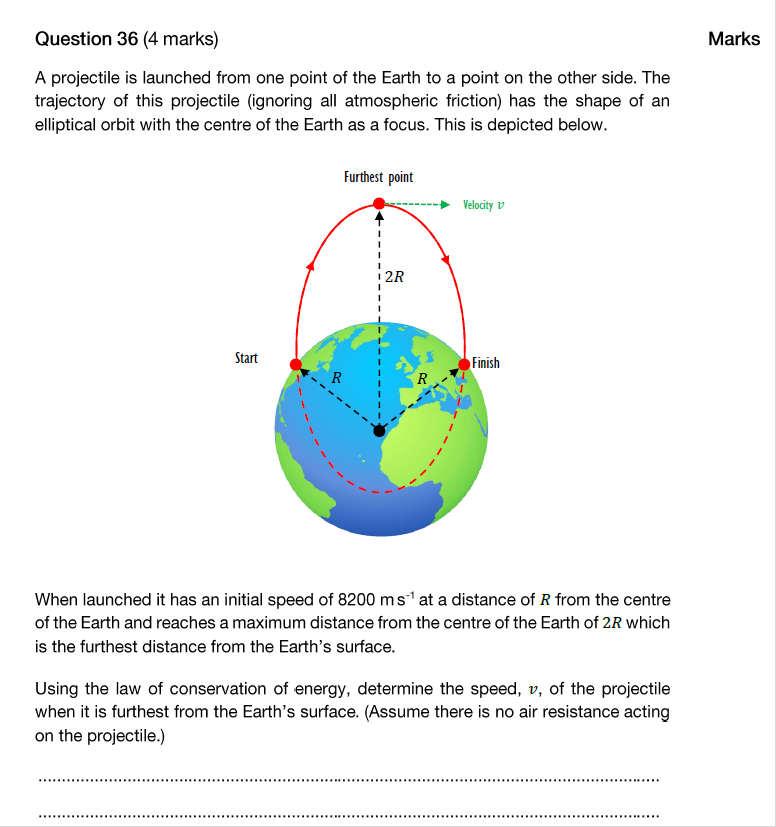 Question 36 (4 marks)
Marks
A projectile is launched from one point of the Earth to a point on the other side. The
trajectory of this projectile (ignoring all atmospheric friction) has the shape of an
elliptical orbit with the centre of the Earth as a focus. This is depicted below.
Furthest point
Velocity v
2R
Start
Finish
R
R
When launched it has an initial speed of 8200 m s⁻¹ at a distance of R from the centre
of the Earth and reaches a maximum distance from the centre of the Earth of 2R which
is the furthest distance from the Earth's surface.
Using the law of conservation of energy, determine the speed, v, of the projectile
when it is furthest from the Earth's surface. (Assume there is no air resistance acting
on the projectile.)